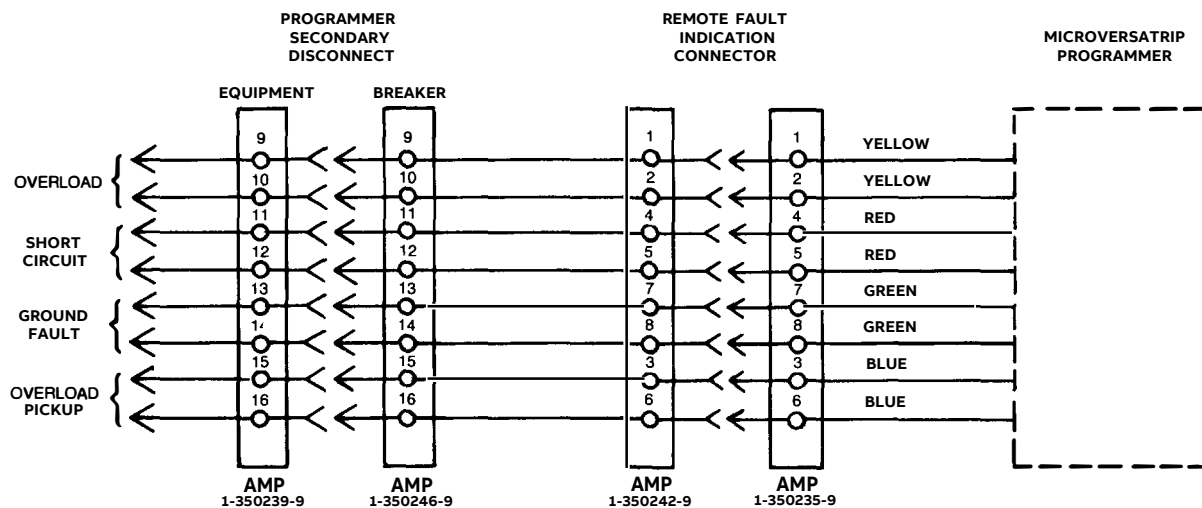 PROGRAMMER
SECONDARY
DISCONNECT
REMOTE FAULT
INDICATION
CONNECTOR
MICROVERSATRIP
PROGRAMMER
EQUIPMENT
BREAKER
OVERLOAD
9 9 1 1 YELLOW
10 10 2 2 YELLOW
SHORT
CIRCUIT
11 11 4 4 RED
12 12 5 5 RED
GROUND
FAULT
13 13 7 7 GREEN
14 14 8 8 GREEN
OVERLOAD
PICKUP
15 15 3 3 BLUE
16 16 6 6 BLUE
AMP
1-350239-9
AMP
1-350246-9
AMP
1-350242-9
AMP
1-350235-9